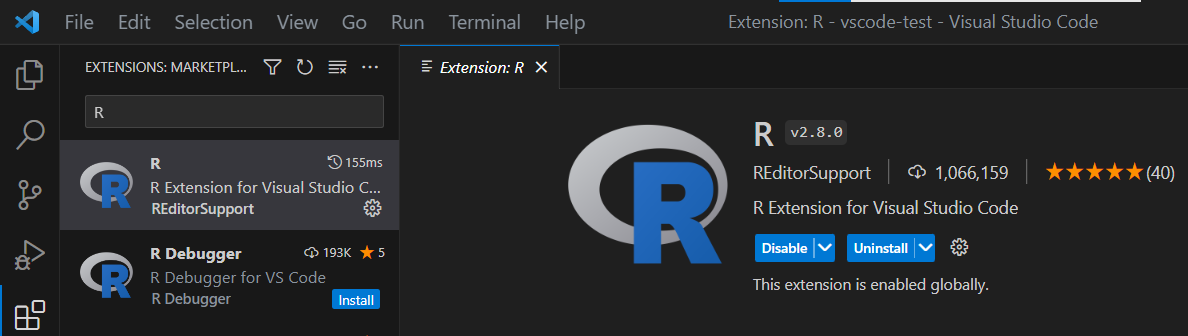 File Edit Selection View Go Run Terminal Help Extension: R - vscode-test - Visual Studio Code
EXTENSIONS: MARKETPL...
R
R 155ms
R Extension for Visual Studio C...
REditorSupport
R Debugger 193K 5
R Debugger for VS Code
R Debugger Install
Extension: R
R
R v2.8.0
REditorSupport 1,066,159 (40)
R Extension for Visual Studio Code
Disable Uninstall
This extension is enabled globally.